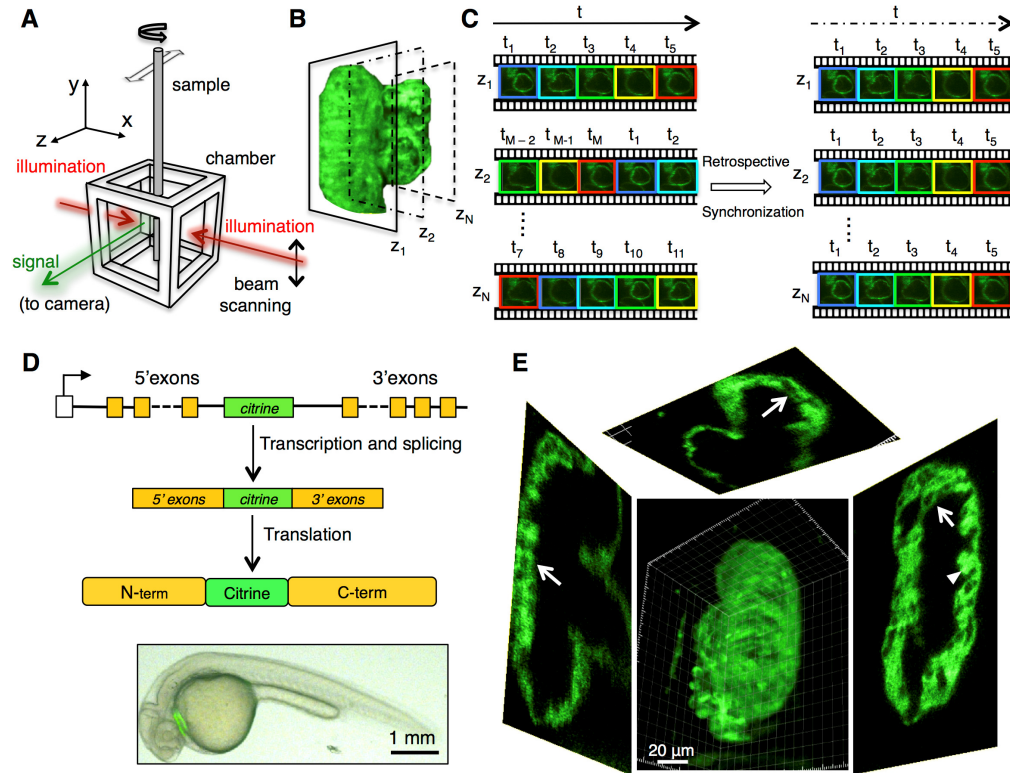 A
sample
y
x
z
illumination
chamber
illumination
signal
(to camera)
beam
scanning
B
z1
z2
zN
C
t
t1 t2 t3 t4 t5
z1
tM−2 tM-1 tM t1 t2
z2
t7 t8 t9 t10 t11
zN
Retrospective
Synchronization
t
t1 t2 t3 t4 t5
z1
t1 t2 t3 t4 t5
z2
t1 t2 t3 t4 t5
zN
D
5'exons 3'exons
citrine
Transcription and splicing
5' exons citrine 3' exons
Translation
N-term Citrine C-term
1 mm
E
20 µm